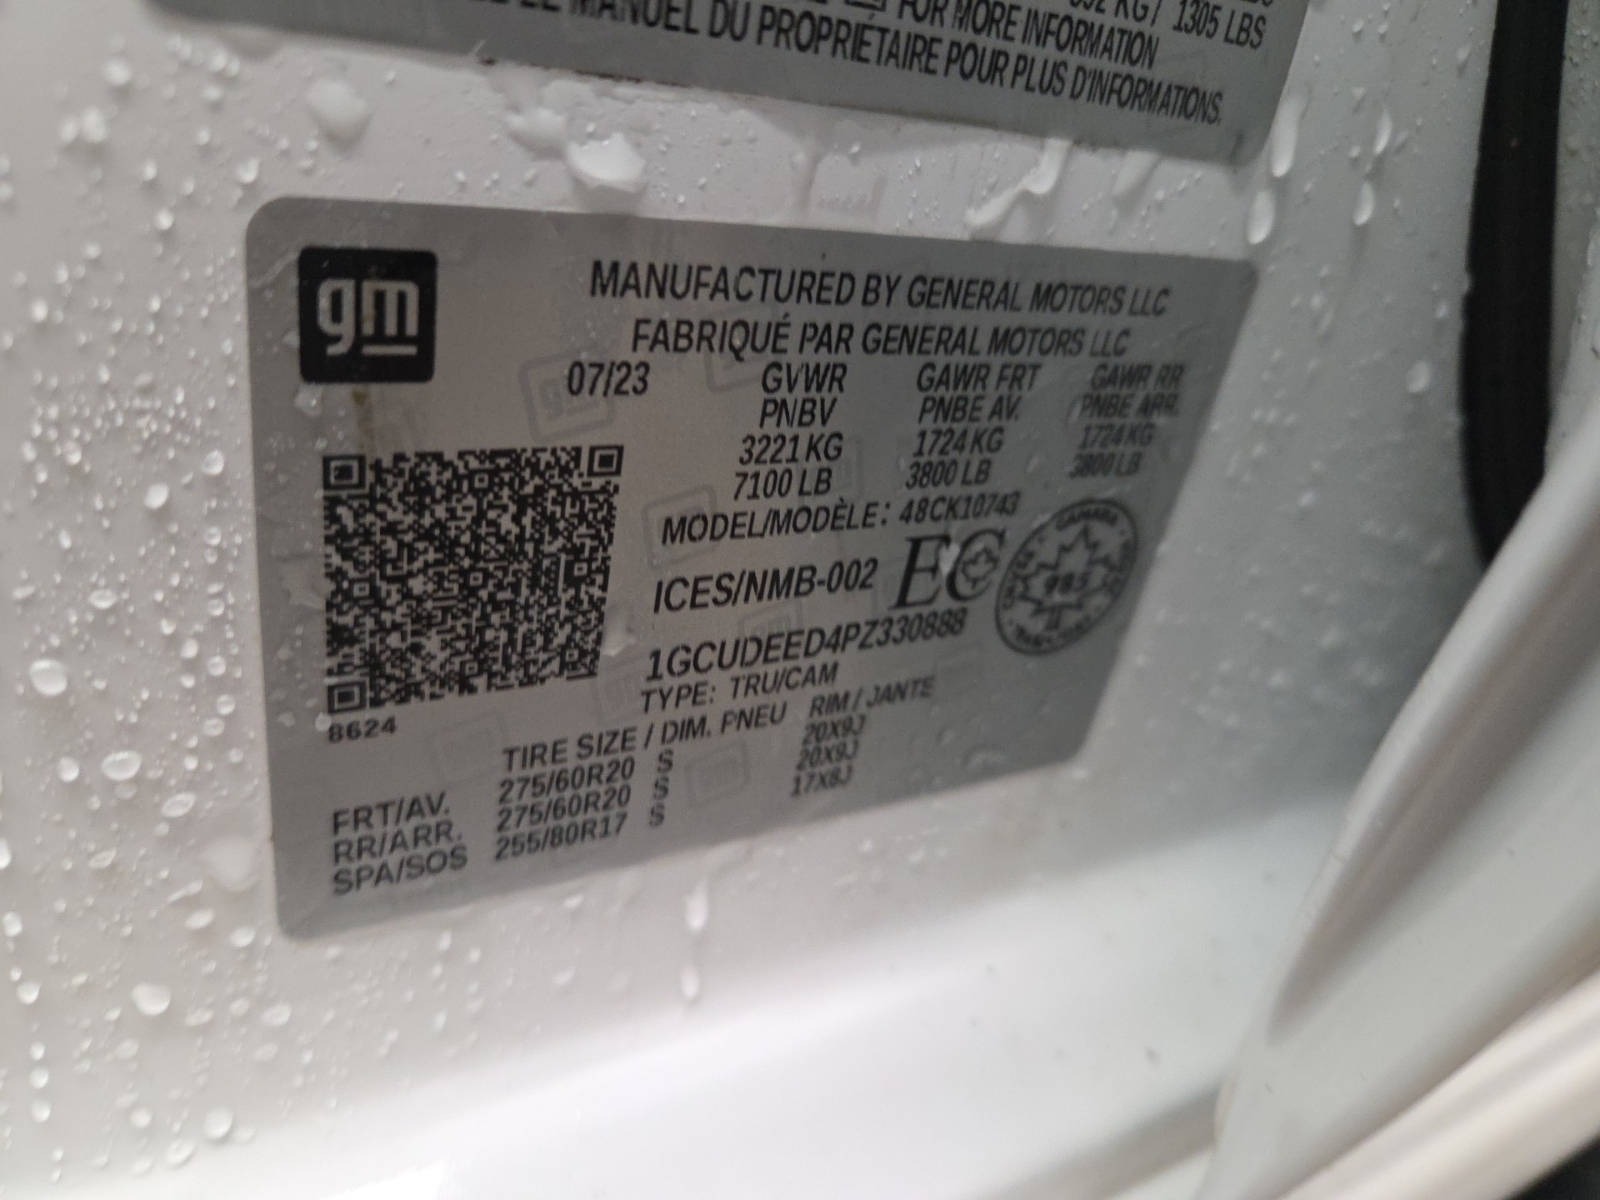 1305 LBS
FOR MORE INFORMATION
LE MANUEL DU PROPRIÉTAIRE POUR PLUS D'INFORMATIONS.
gm
MANUFACTURED BY GENERAL MOTORS LLC
FABRIQUÉ PAR GENERAL MOTORS LLC
07/23 GVWR GAWR FRT GAWR RR
PNBV PNBE AV. PNBE ARR.
3221 KG 1724 KG 1724 KG
7100 LB 3800 LB 3800 LB
MODEL/MODÈLE: 48CK10743
ICES/NMB-002 EC
CANADA
985
1GCUDEED4PZ330888
TYPE: TRU/CAM
8624
TIRE SIZE / DIM. PNEU RIM / JANTE
FRT/AV. 275/60R20 S 20X9J
RR/ARR. 275/60R20 S 20X9J
SPA/SOS 255/80R17 S 17X8J